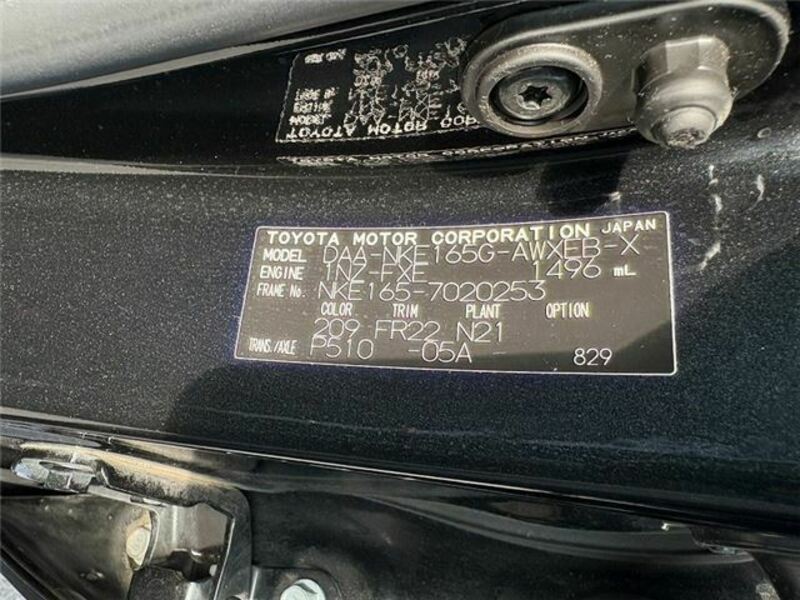 TOYOTA MOTOR CORPORATION JAPAN
MODEL DAA-NKE165G-AWXEB-X
ENGINE 1NZ-FXE 1496 mL
FRAME No. NKE165-7020253
COLOR TRIM PLANT OPTION
209 FR22 N21
TRANS./AXLE P510 -05A 829